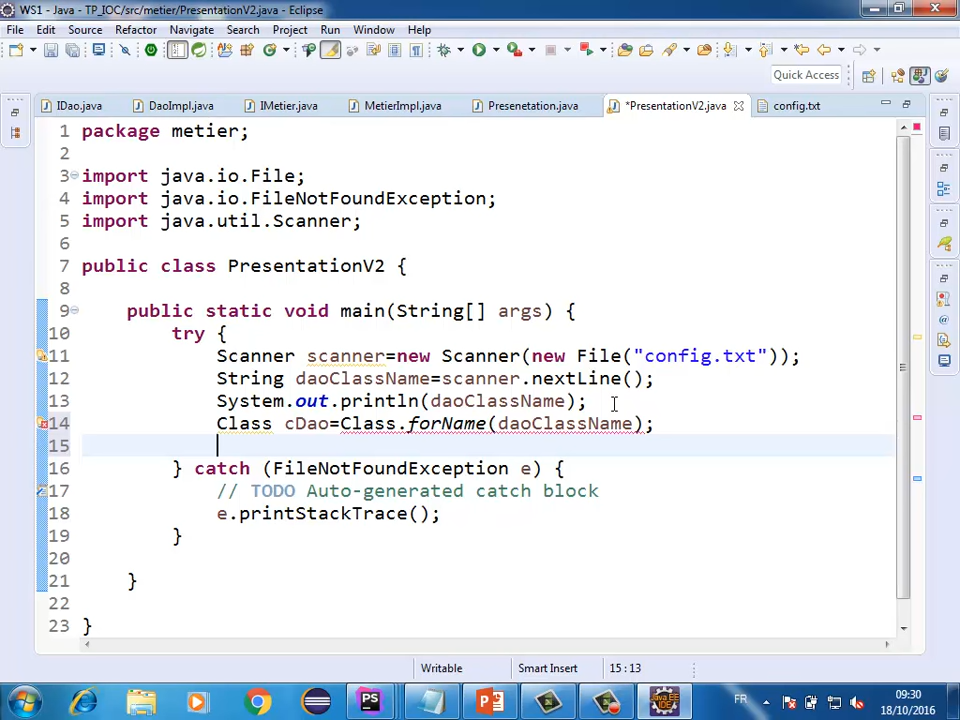 WS1 - Java - TP_IOC/src/metier/PresentationV2.java - Eclipse
File Edit Source Refactor Navigate Search Project Run Window Help
Quick Access
IDao.java DaoImpl.java IMetier.java MetierImpl.java Presenetation.java *PresentationV2.java config.txt
1 package metier;
2
3 import java.io.File;
4 import java.io.FileNotFoundException;
5 import java.util.Scanner;
6
7 public class PresentationV2 {
8
9 public static void main(String[] args) {
10 try {
11 Scanner scanner=new Scanner(new File("config.txt"));
12 String daoClassName=scanner.nextLine();
13 System.out.println(daoClassName);
14 Class cDao=Class.forName(daoClassName);
15
16 } catch (FileNotFoundException e) {
17 // TODO Auto-generated catch block
18 e.printStackTrace();
19 }
20
21 }
22
23 }
Writable Smart Insert 15 : 13
PS
Java EE
IDE
FR
09:30
18/10/2016